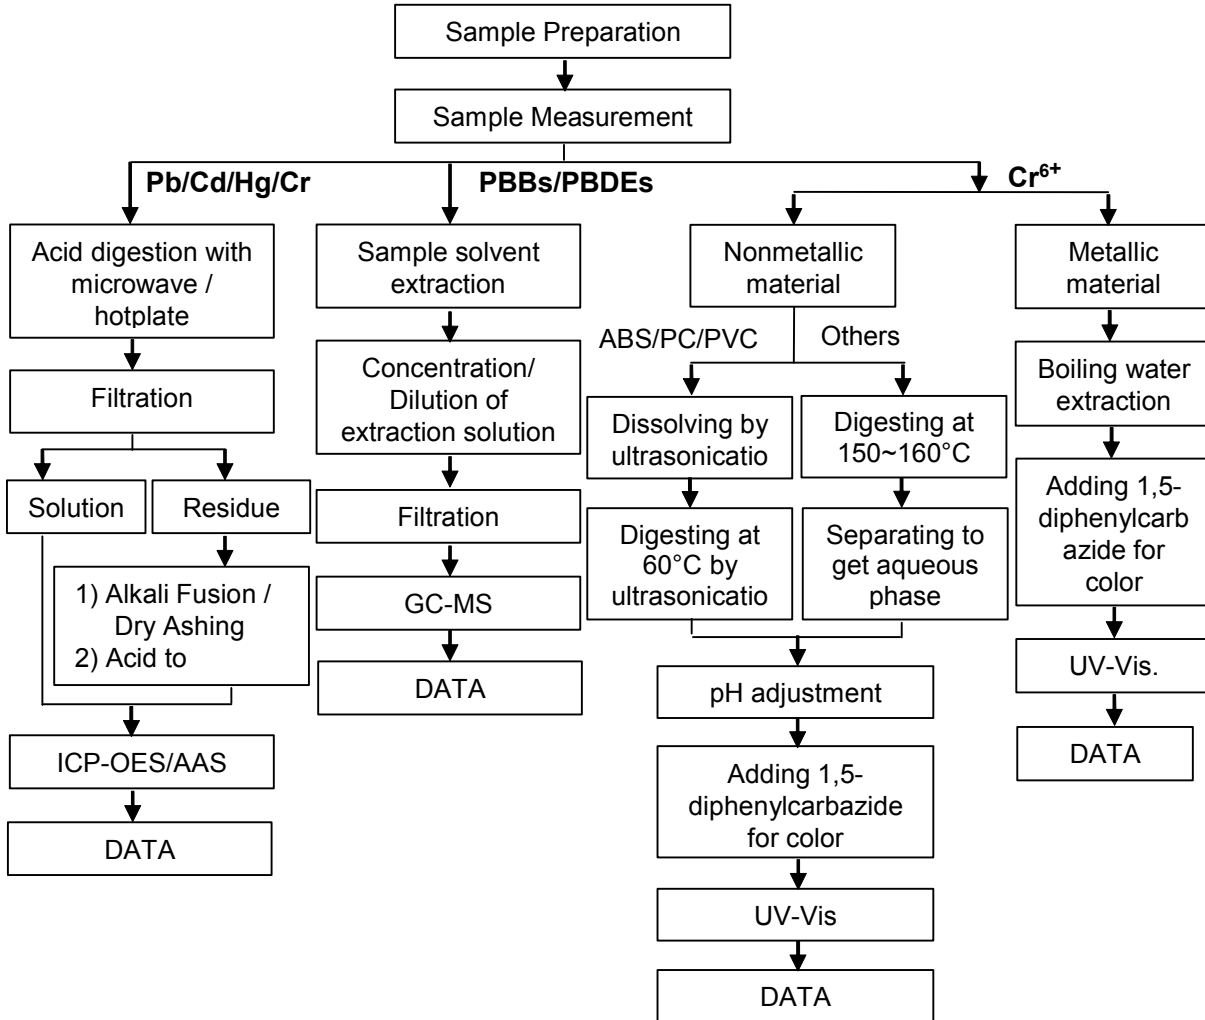 Sample Preparation
Sample Measurement
Pb/Cd/Hg/Cr
PBBs/PBDEs
Cr⁶⁺
Acid digestion with
microwave /
hotplate
Filtration
Solution
Residue
1) Alkali Fusion /
Dry Ashing
2) Acid to
ICP-OES/AAS
DATA
Sample solvent
extraction
Concentration/
Dilution of
extraction solution
Filtration
GC-MS
DATA
Nonmetallic
material
ABS/PC/PVC
Others
Dissolving by
ultrasonicatio
Digesting at
60°C by
ultrasonicatio
Digesting at
150~160°C
Separating to
get aqueous
phase
pH adjustment
Adding 1,5-
diphenylcarbazide
for color
UV-Vis
DATA
Metallic
material
Boiling water
extraction
Adding 1,5-
diphenylcarb
azide for
color
UV-Vis.
DATA